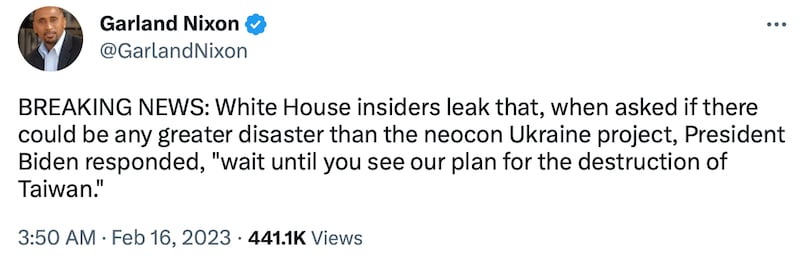 Garland Nixon
@GarlandNixon
BREAKING NEWS: White House insiders leak that, when asked if there
could be any greater disaster than the neocon Ukraine project, President
Biden responded, "wait until you see our plan for the destruction of
Taiwan."
3:50 AM · Feb 16, 2023 · 441.1K Views